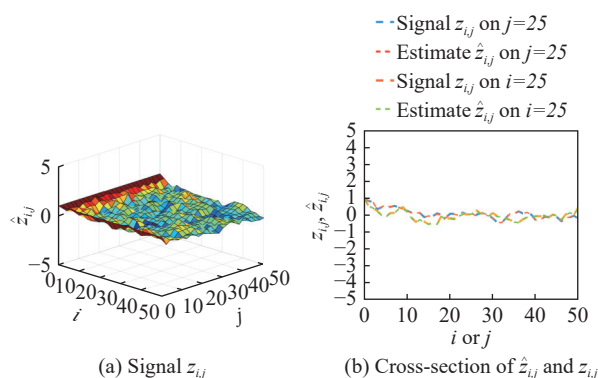 Signal z_{i,j} on j=25
Estimate ẑ_{i,j} on j=25
Signal z_{i,j} on i=25
Estimate ẑ_{i,j} on i=25
5
0
−5
ẑ_{i,j}
0 10 20 30 40 50
i
0 10 20 30 40 50
j
(a) Signal z_{i,j}
5
4
3
2
1
0
−1
−2
−3
−4
−5
z_{i,j}, ẑ_{i,j}
0 10 20 30 40 50
i or j
(b) Cross-section of ẑ_{i,j} and z_{i,j}